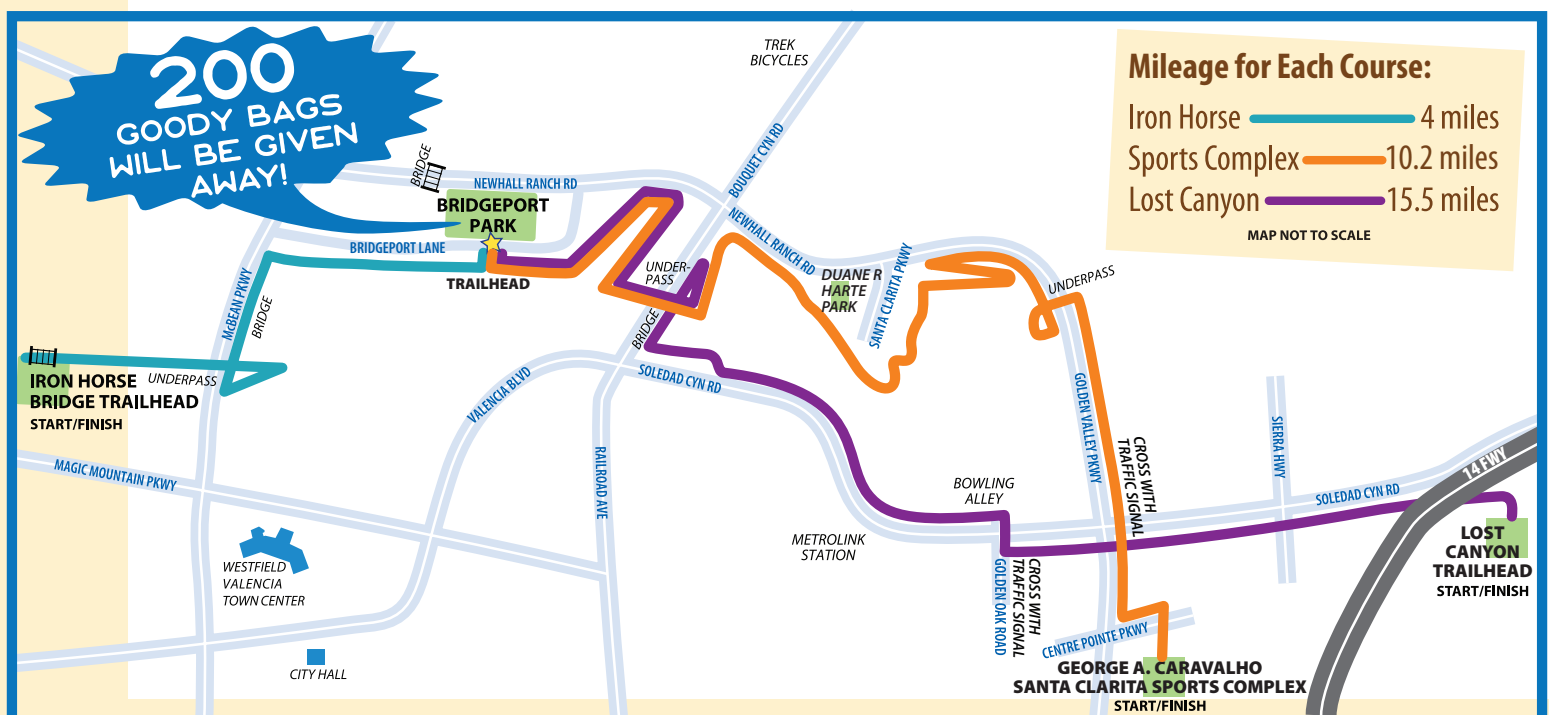 200
GOODY BAGS
WILL BE GIVEN
AWAY!
TREK
BICYCLES
Mileage for Each Course:
Iron Horse 4 miles
Sports Complex 10.2 miles
Lost Canyon 15.5 miles
MAP NOT TO SCALE
BRIDGE
NEWHALL RANCH RD
BOUQUET CYN RD
BRIDGEPORT
PARK
BRIDGEPORT LANE
TRAILHEAD
NEWHALL RANCH RD
UNDER-
PASS
DUANE R
HARTE
PARK
SANTA CLARITA PKWY
UNDERPASS
McBEAN PKWY
BRIDGE
BRIDGE
IRON HORSE
BRIDGE TRAILHEAD
START/FINISH
UNDERPASS
VALENCIA BLVD
SOLEDAD CYN RD
GOLDEN VALLEY PKWY
SIERRA HWY
MAGIC MOUNTAIN PKWY
RAILROAD AVE
CROSS WITH
TRAFFIC SIGNAL
14 FWY
SOLEDAD CYN RD
BOWLING
ALLEY
METROLINK
STATION
LOST
CANYON
TRAILHEAD
START/FINISH
WESTFIELD
VALENCIA
TOWN CENTER
GOLDEN OAK ROAD
CROSS WITH
TRAFFIC SIGNAL
CENTRE POINTE PKWY
CITY HALL
GEORGE A. CARAVALHO
SANTA CLARITA SPORTS COMPLEX
START/FINISH